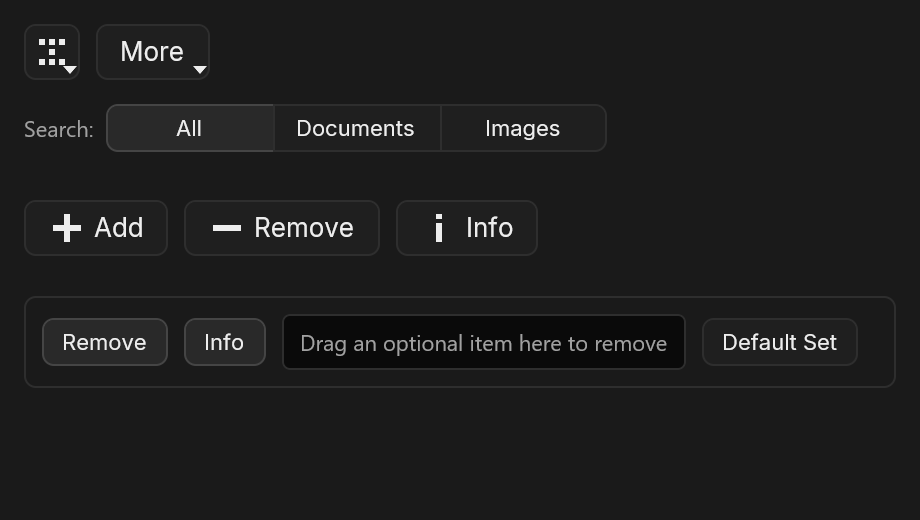 More
Search: All Documents Images
Add Remove Info
Remove Info Drag an optional item here to remove Default Set